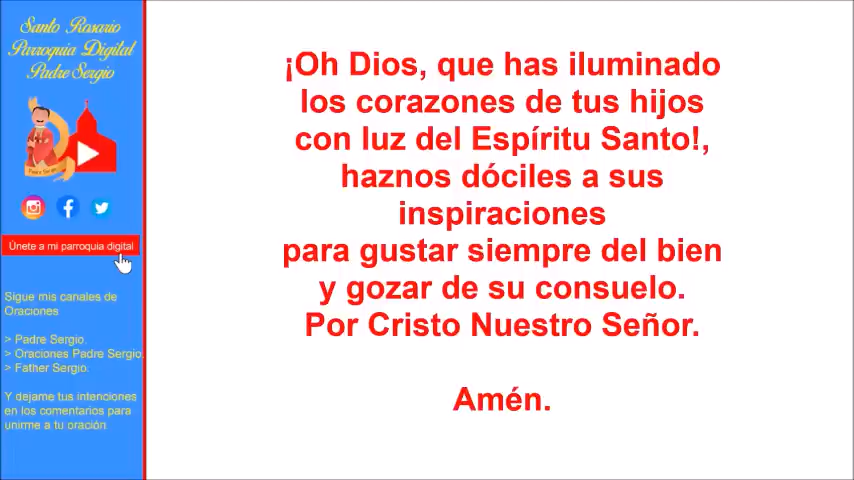 Santo Rosario
Parroquia Digital
Padre Sergio
Padre Sergio
Únete a mi parroquia digital
Sigue mis canales de
Oraciones
> Padre Sergio.
> Oraciones Padre Sergio.
> Father Sergio.
Y dejame tus intenciones
en los comentarios para
unirme a tu oración
¡Oh Dios, que has iluminado
los corazones de tus hijos
con luz del Espíritu Santo!,
haznos dóciles a sus
inspiraciones
para gustar siempre del bien
y gozar de su consuelo.
Por Cristo Nuestro Señor.
Amén.